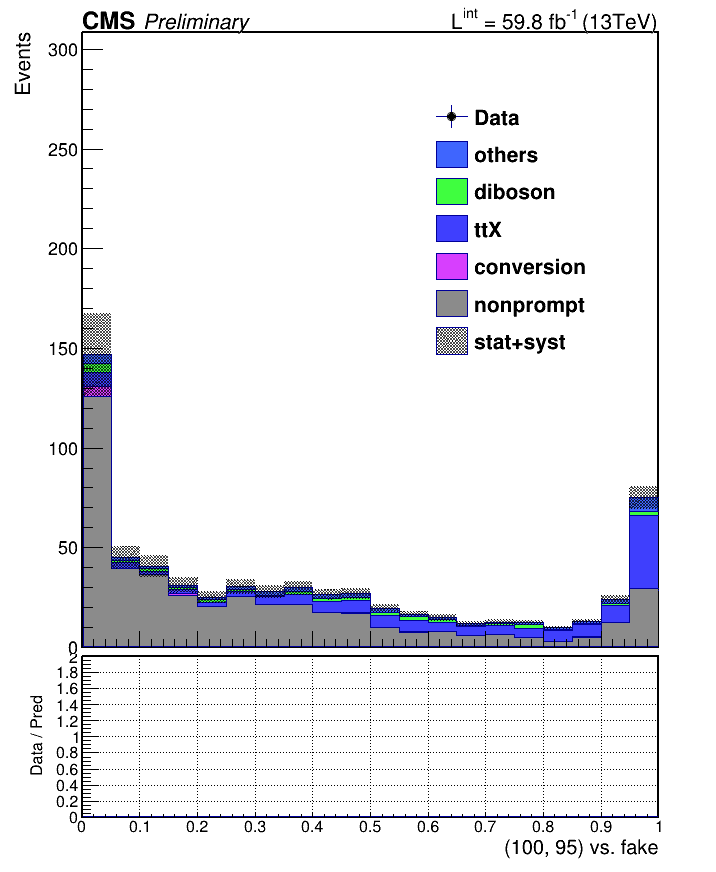 CMS Preliminary
L^int = 59.8 fb^-1 (13TeV)
Events
300
250
200
150
100
50
0
Data
others
diboson
ttX
conversion
nonprompt
stat+syst
Data / Pred
2
1.8
1.6
1.4
1.2
1
0.8
0.6
0.4
0.2
0
0 0.1 0.2 0.3 0.4 0.5 0.6 0.7 0.8 0.9 1
(100, 95) vs. fake